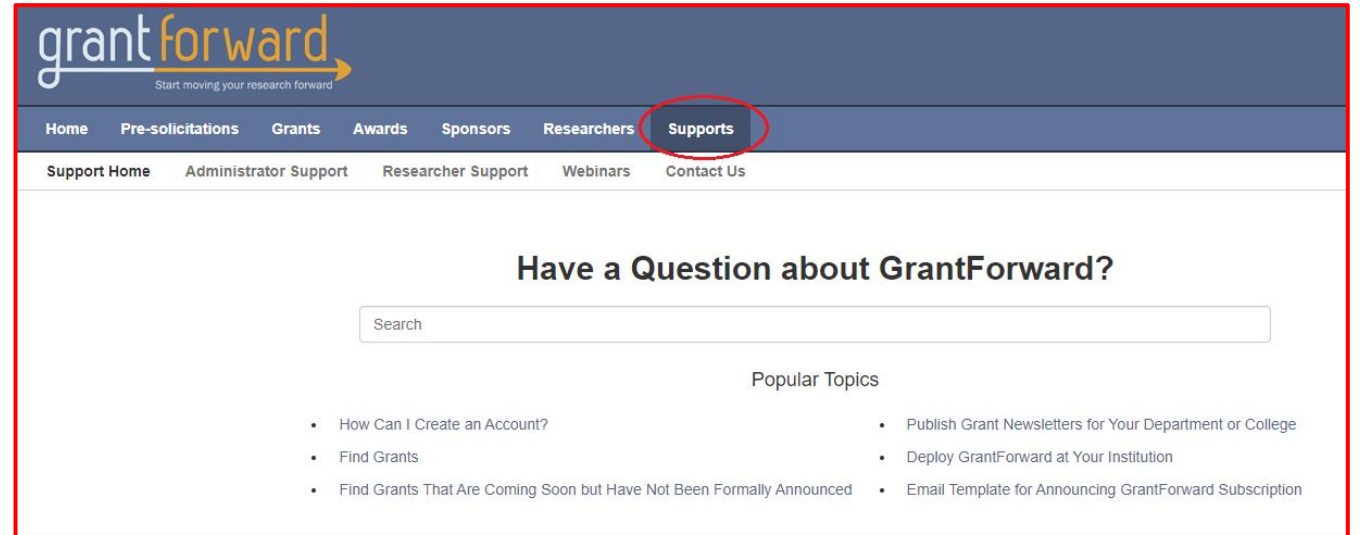 grant forward
Start moving your research forward
Home Pre-solicitations Grants Awards Sponsors Researchers Supports
Support Home Administrator Support Researcher Support Webinars Contact Us
Have a Question about GrantForward?
Search
Popular Topics
• How Can I Create an Account?
• Find Grants
• Find Grants That Are Coming Soon but Have Not Been Formally Announced
• Publish Grant Newsletters for Your Department or College
• Deploy GrantForward at Your Institution
• Email Template for Announcing GrantForward Subscription